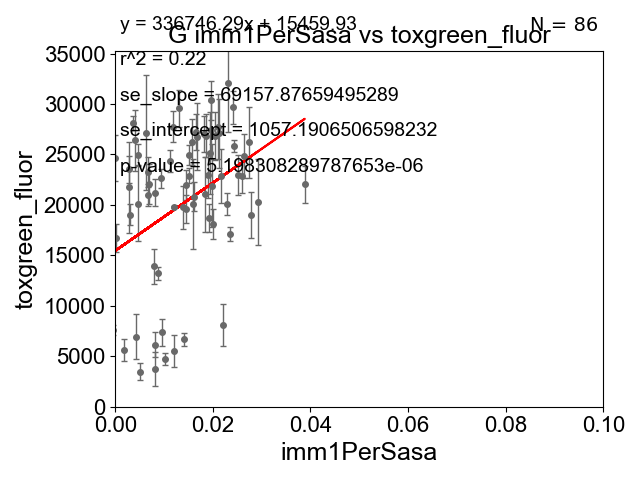 y = 336746.29x + 15459.93
N = 86
G imm1PerSasa vs toxgreen_fluor
r^2 = 0.22
se_slope = 69157.87659495289
se_intercept = 1057.1906506598232
p-value = 5.198308289787653e-06
35000
30000
25000
20000
15000
10000
5000
0
toxgreen_fluor
0.00
0.02
0.04
0.06
0.08
0.10
imm1PerSasa